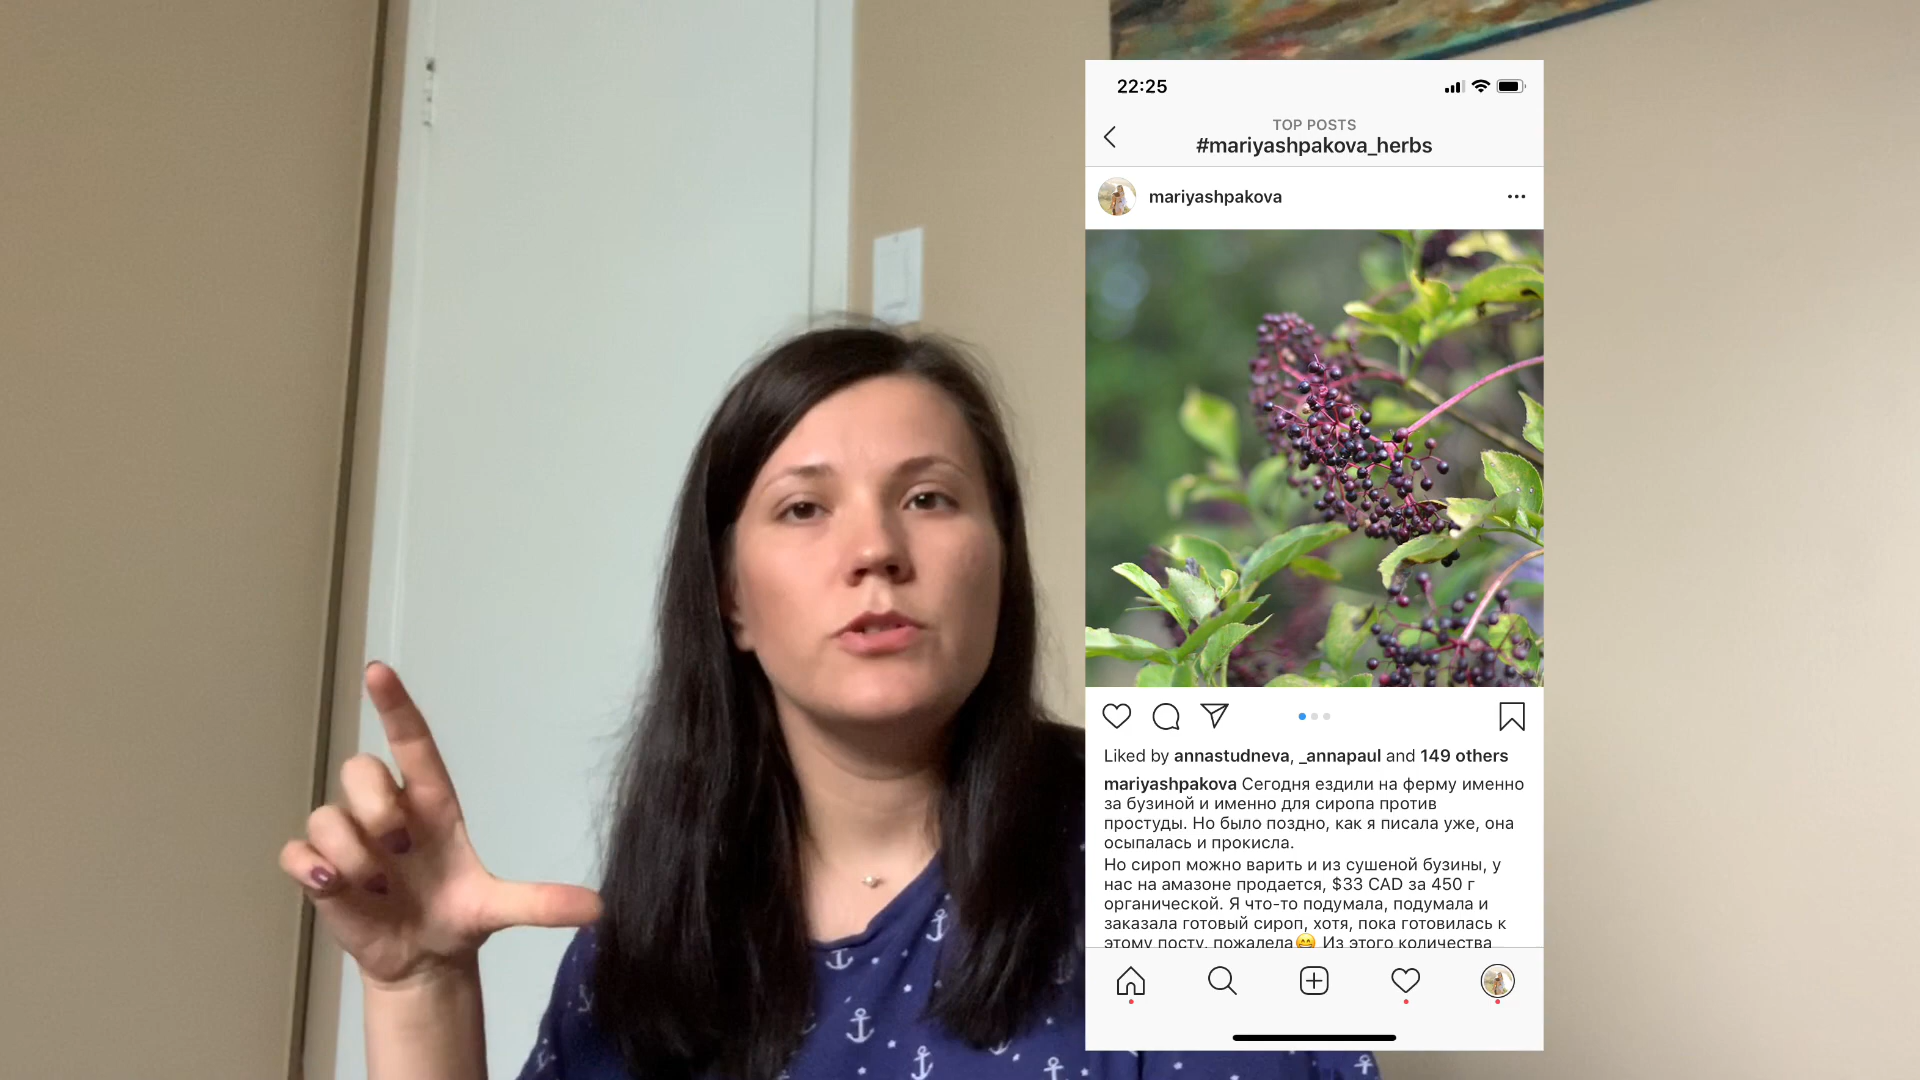 22:25
TOP POSTS
#mariyashpakova_herbs
mariyashpakova
Liked by annastudneva, _annapaul and 149 others
mariyashpakova Сегодня ездили на ферму именно
за бузиной и именно для сиропа против
простуды. Но было поздно, как я писала уже, она
осыпалась и прокисла.
Но сироп можно варить и из сушеной бузины, у
нас на амазоне продается, $33 CAD за 450 г
органической. Я что-то подумала, подумала и
заказала готовый сироп, хотя, пока готовилась к
этому посту, пожалела😊 Из этого количества